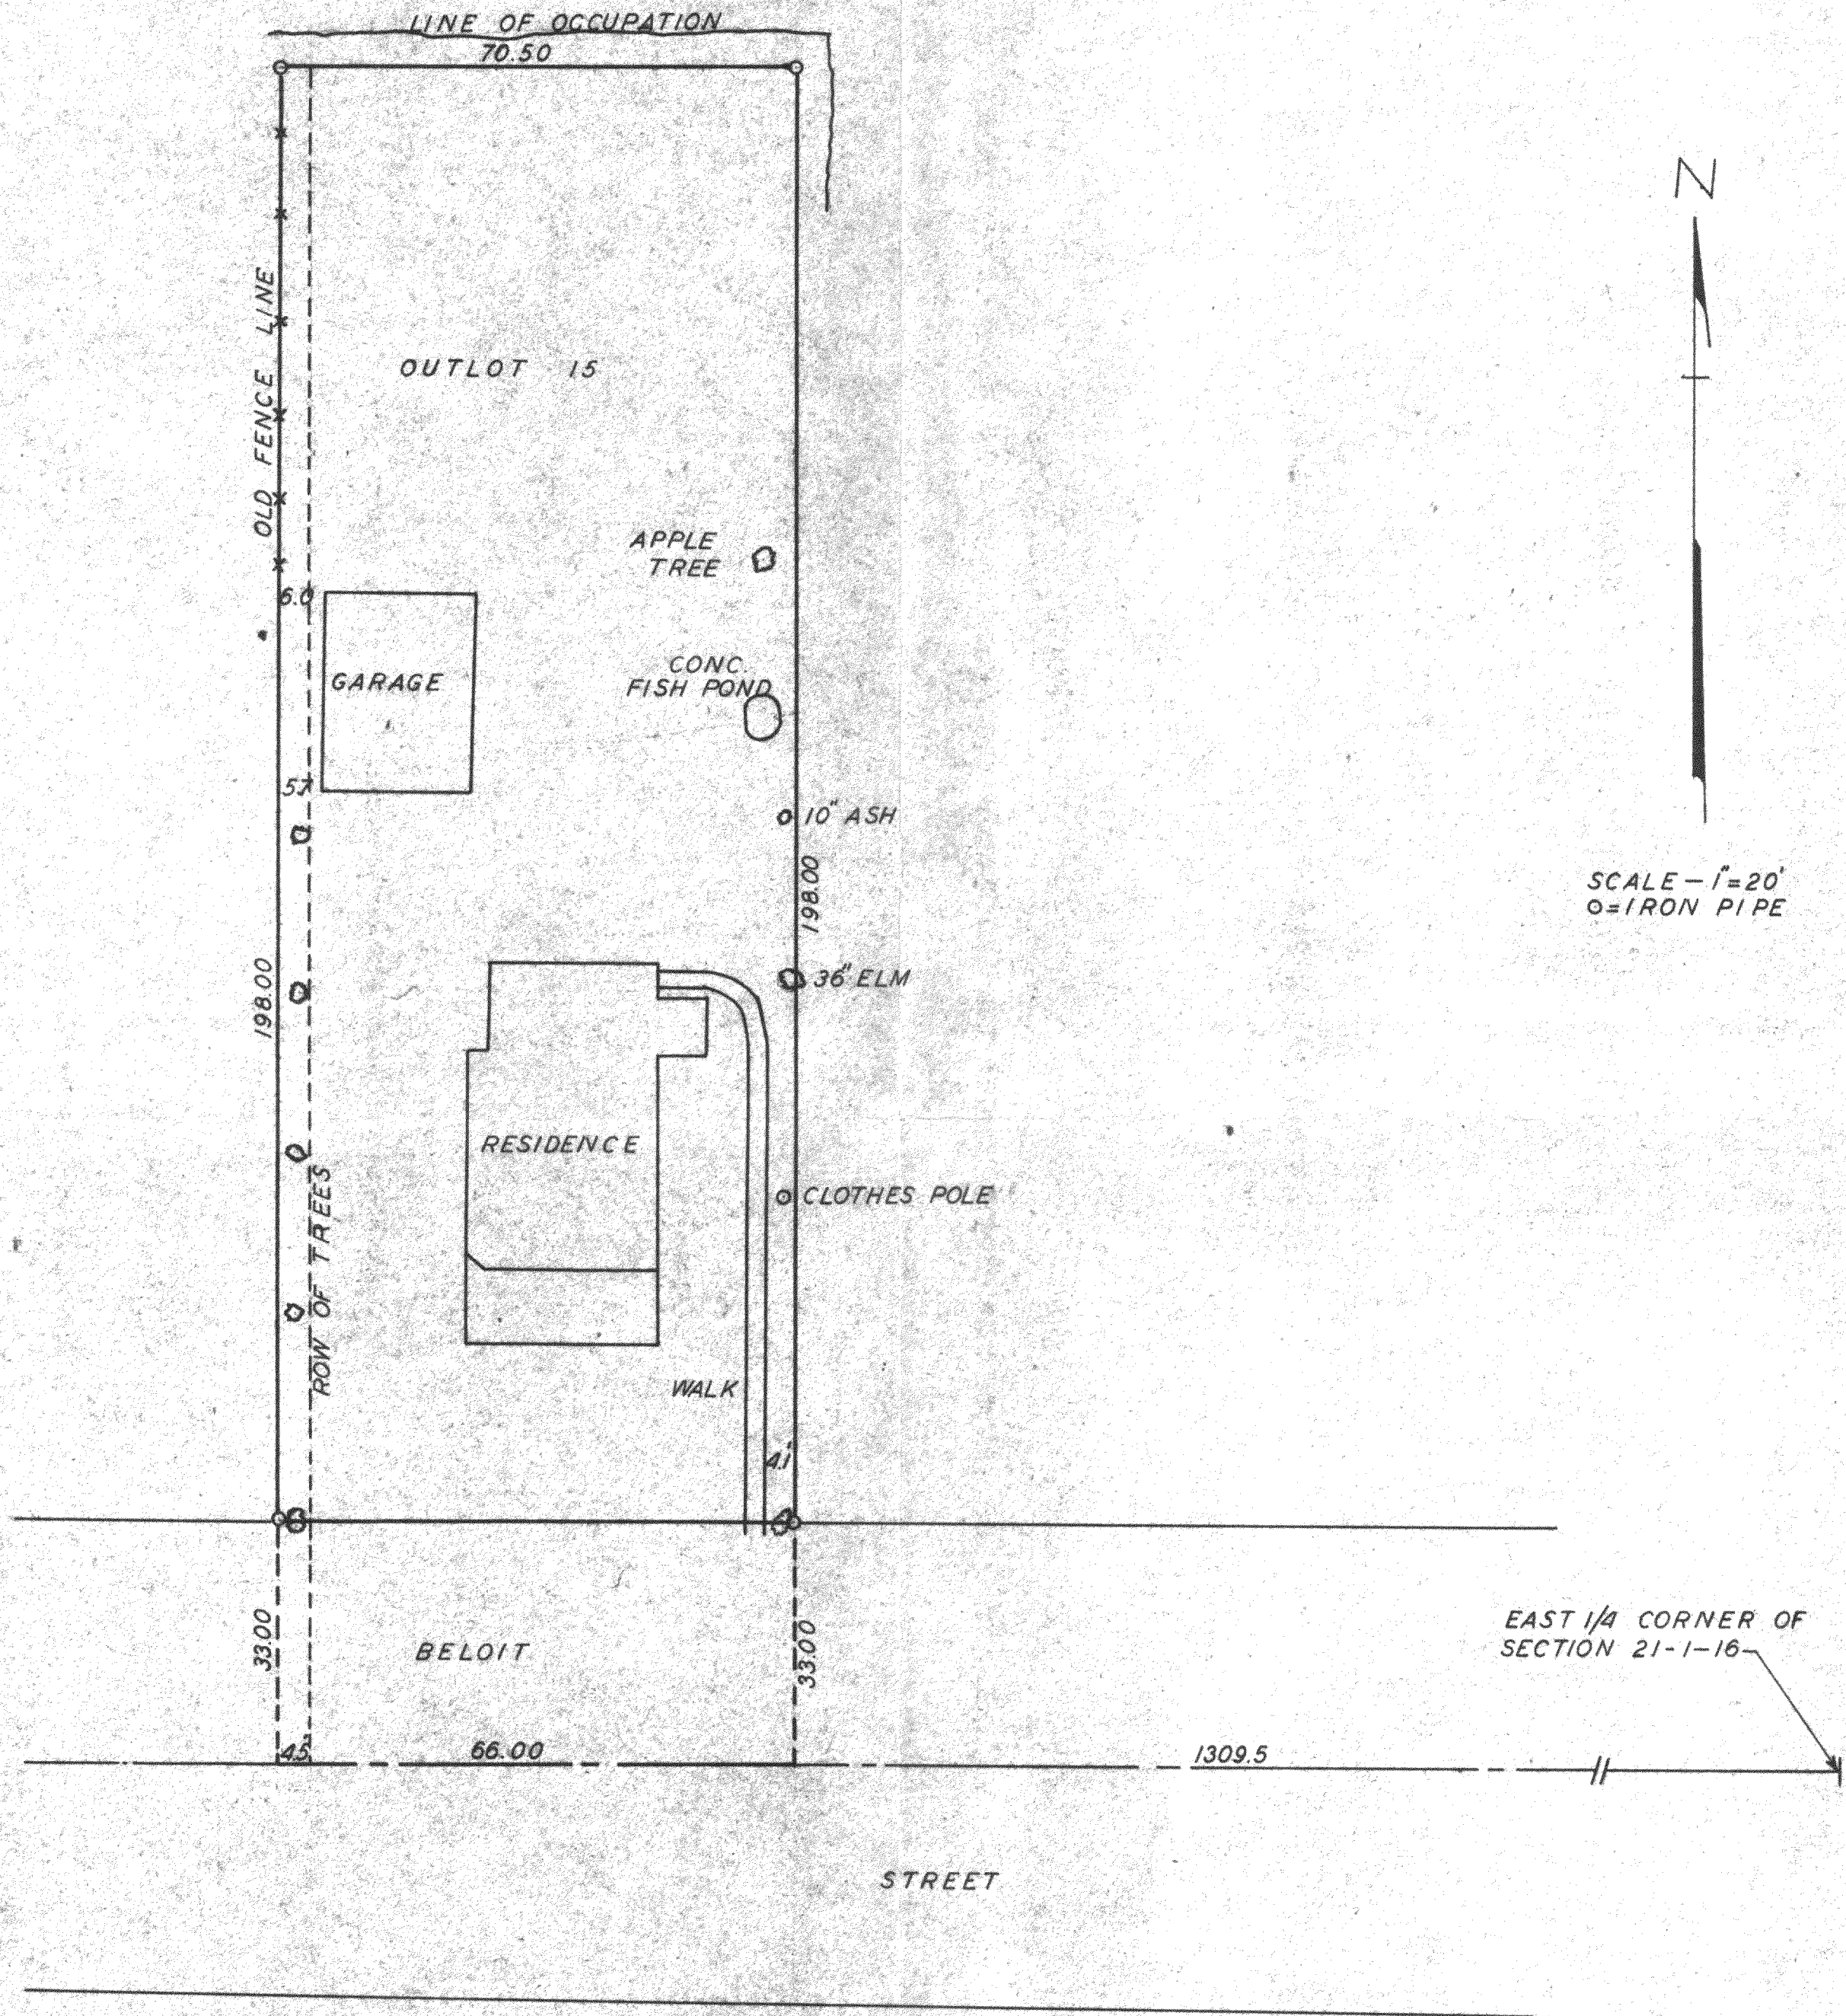 LINE OF OCCUPATION
70.50
N
OLD FENCE LINE
OUTLOT 15
APPLE
TREE
6.0
GARAGE
CONC.
FISH POND
5.7
10" ASH
198.00
SCALE — 1"=20'
O=IRON PIPE
198.00
36" ELM
RESIDENCE
CLOTHES POLE
ROW OF TREES
WALK
4.1'
33.00
BELOIT
33.00
EAST 1/4 CORNER OF
SECTION 21-1-16
4.5'
66.00
1309.5
STREET